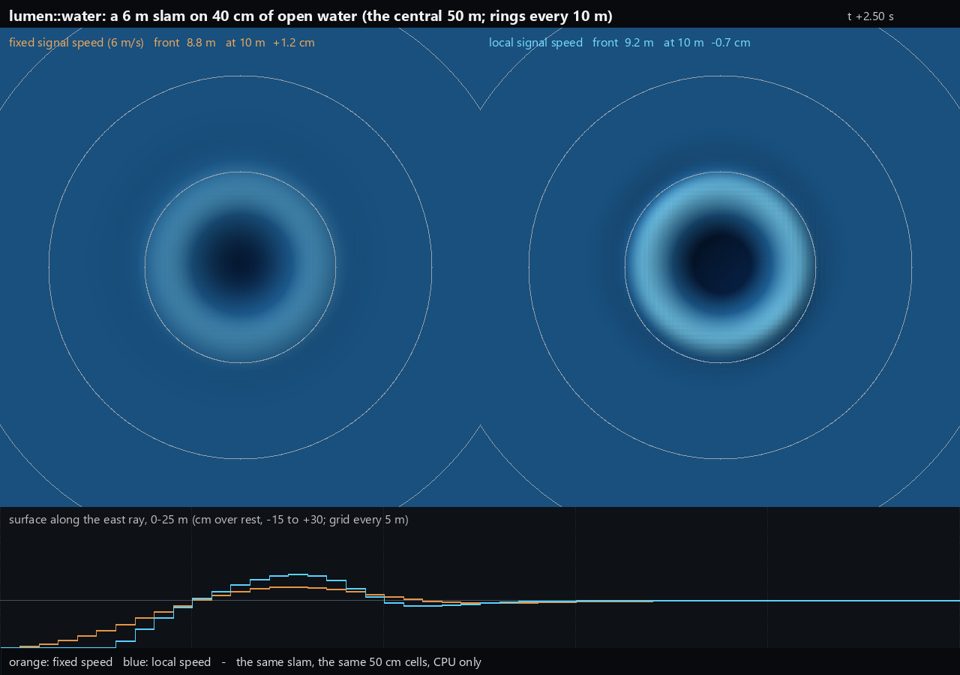 lumen::water: a 6 m slam on 40 cm of open water (the central 50 m; rings every 10 m)   t +2.50 s
fixed signal speed (6 m/s)   front  8.8 m   at 10 m  +1.2 cm
local signal speed   front  9.2 m   at 10 m  -0.7 cm
surface along the east ray, 0-25 m (cm over rest, -15 to +30; grid every 5 m)
orange: fixed speed   blue: local speed   -   the same slam, the same 50 cm cells, CPU only